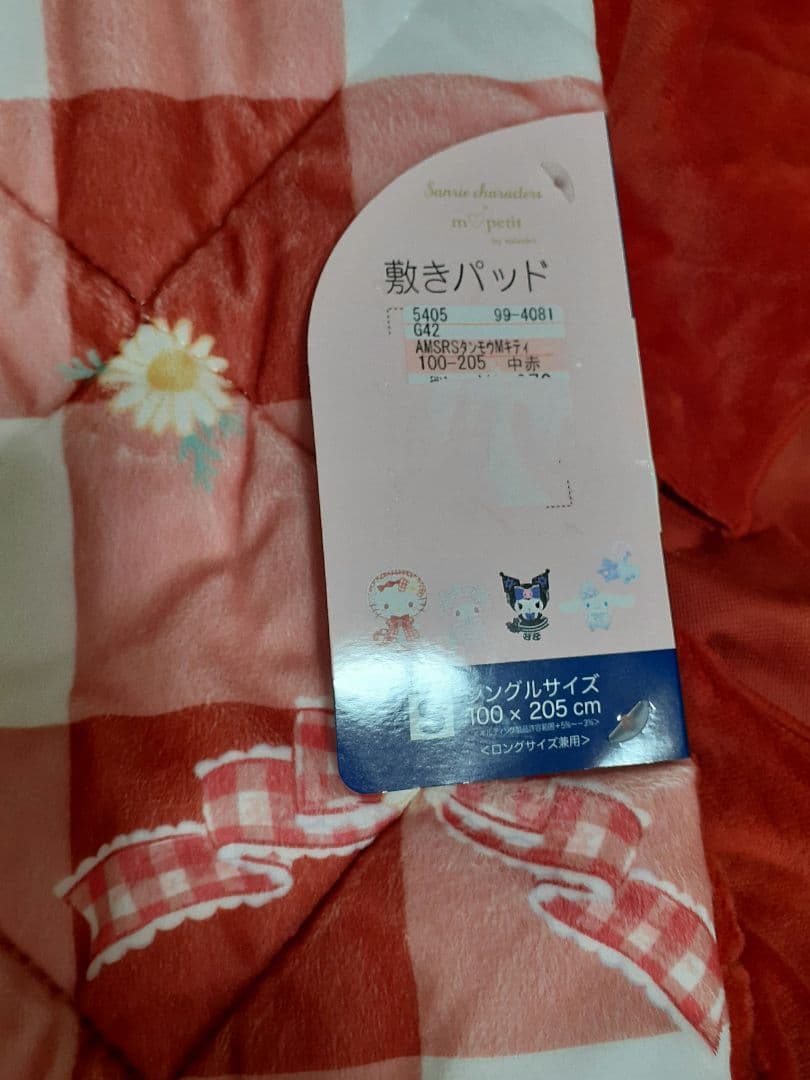 Sanrio characters
×
m♡petit
敷きパッド
5405 99-4081
G42
AMSRSタンモウMキティ
100-205 中赤
S
シングルサイズ
100 × 205 cm
<ロングサイズ兼用>